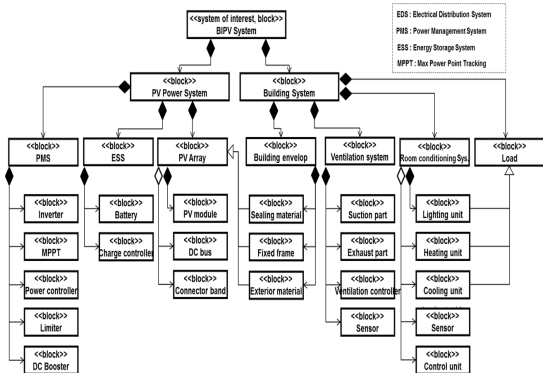 <<system of interest, block>>
BIPV System
EDS : Electrical Distribution System
PMS : Power Management System
ESS : Energy Storage System
MPPT : Max Power Point Tracking
<<block>>
PV Power System
<<block>>
Building System
<<block>>
PMS
<<block>>
ESS
<<block>>
PV Array
<<block>>
Building envelop
<<block>>
Ventilation system
<<block>>
Room conditioning Sys.
<<block>>
Load
<<block>>
Inverter
<<block>>
MPPT
<<block>>
Power controller
<<block>>
Limiter
<<block>>
DC Booster
<<block>>
Battery
<<block>>
Charge controller
<<block>>
PV module
<<block>>
DC bus
<<block>>
Connector band
<<block>>
Sealing material
<<block>>
Fixed frame
<<block>>
Exterior material
<<block>>
Suction part
<<block>>
Exhaust part
<<block>>
Ventilation controller
<<block>>
Sensor
<<block>>
Lighting unit
<<block>>
Heating unit
<<block>>
Cooling unit
<<block>>
Sensor
<<block>>
Control unit